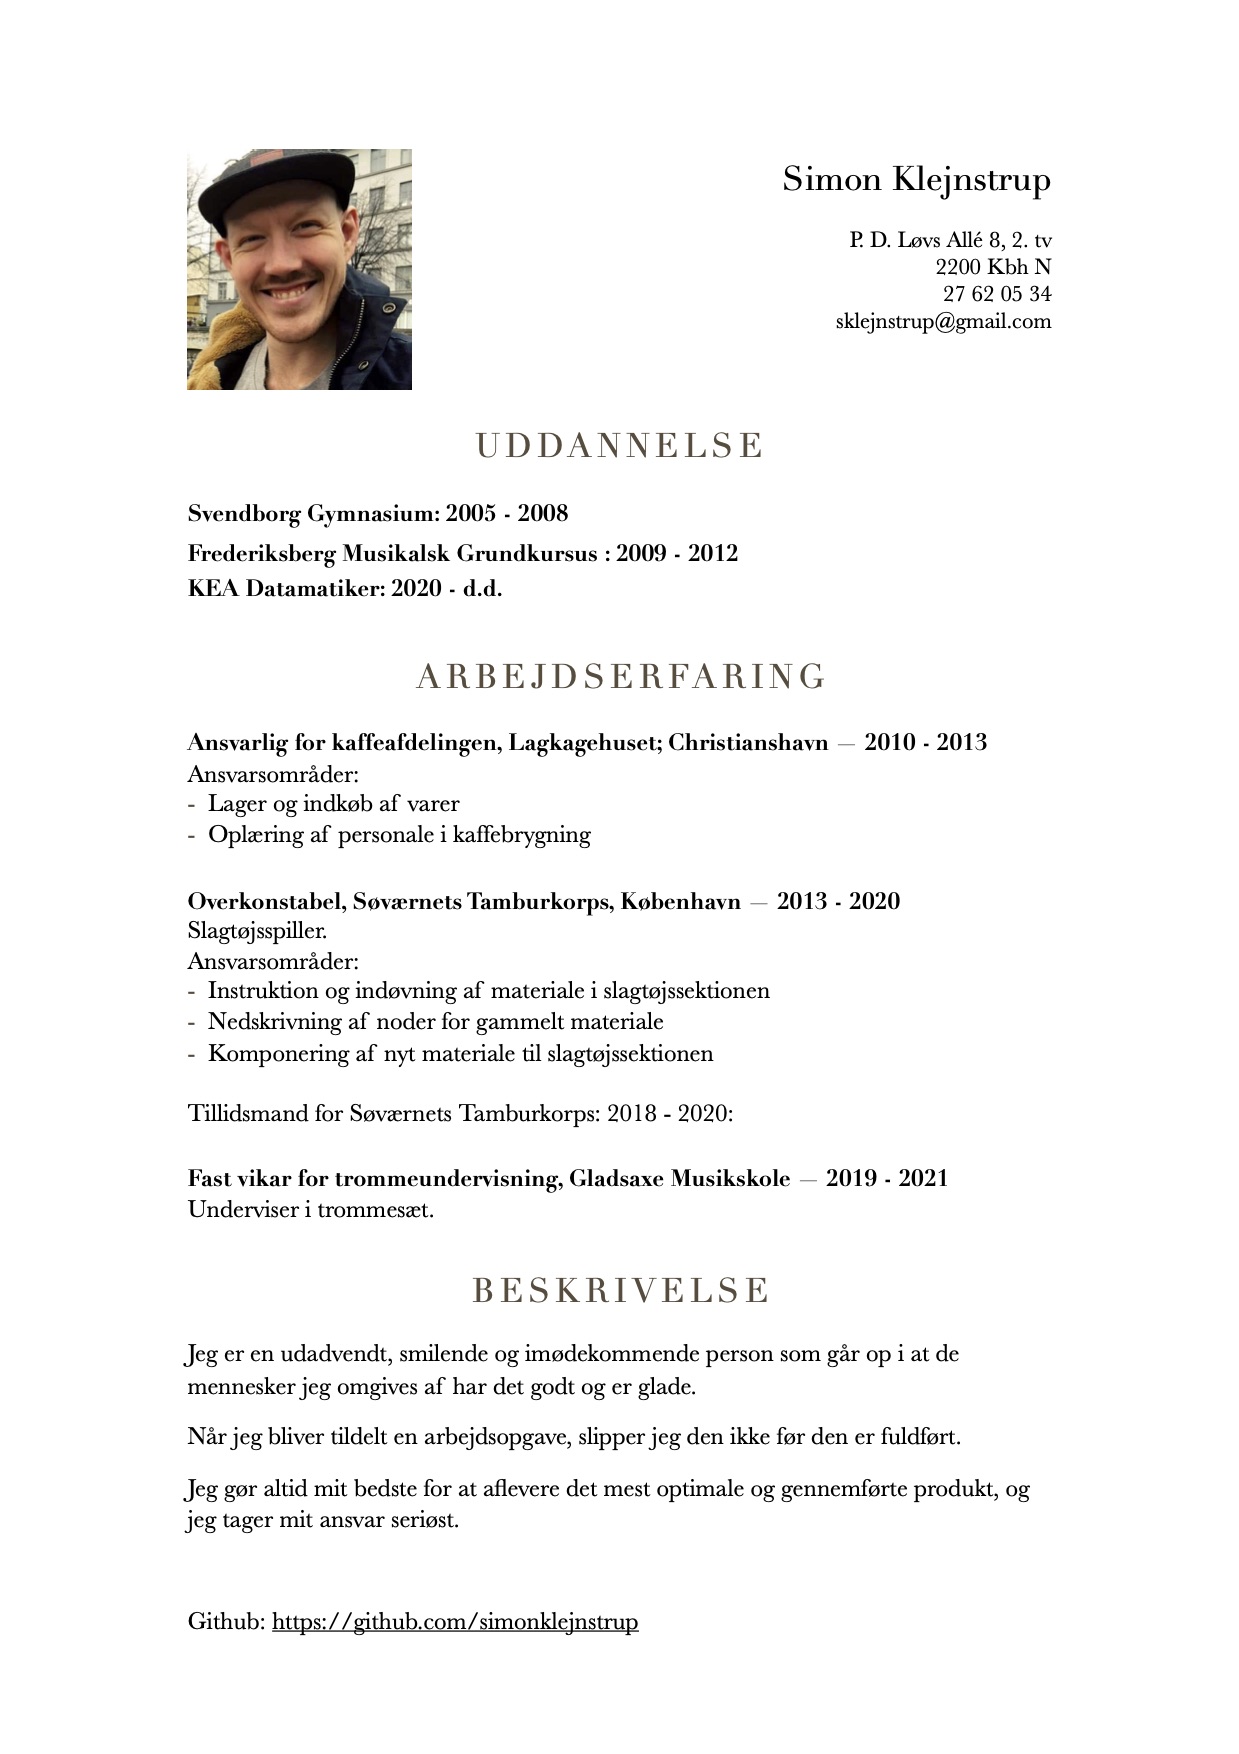 Simon Klejnstrup
P. D. Løvs Allé 8, 2. tv
2200 Kbh N
27 62 05 34
sklejnstrup@gmail.com
UDDANNELSE
Svendborg Gymnasium: 2005 - 2008
Frederiksberg Musikalsk Grundkursus : 2009 - 2012
KEA Datamatiker: 2020 - d.d.
ARBEJDSERFARING
Ansvarlig for kaffeafdelingen, Lagkagehuset; Christianshavn — 2010 - 2013
Ansvarsområder:
- Lager og indkøb af varer
- Oplæring af personale i kaffebrygning
Overkonstabel, Søværnets Tamburkorps, København — 2013 - 2020
Slagtøjsspiller.
Ansvarsområder:
- Instruktion og indøvning af materiale i slagtøjssektionen
- Nedskrivning af noder for gammelt materiale
- Komponering af nyt materiale til slagtøjssektionen
Tillidsmand for Søværnets Tamburkorps: 2018 - 2020:
Fast vikar for trommeundervisning, Gladsaxe Musikskole — 2019 - 2021
Underviser i trommesæt.
BESKRIVELSE
Jeg er en udadvendt, smilende og imødekommende person som går op i at de
mennesker jeg omgives af har det godt og er glade.
Når jeg bliver tildelt en arbejdsopgave, slipper jeg den ikke før den er fuldført.
Jeg gør altid mit bedste for at aflevere det mest optimale og gennemførte produkt, og
jeg tager mit ansvar seriøst.
Github: https://github.com/simonklejnstrup